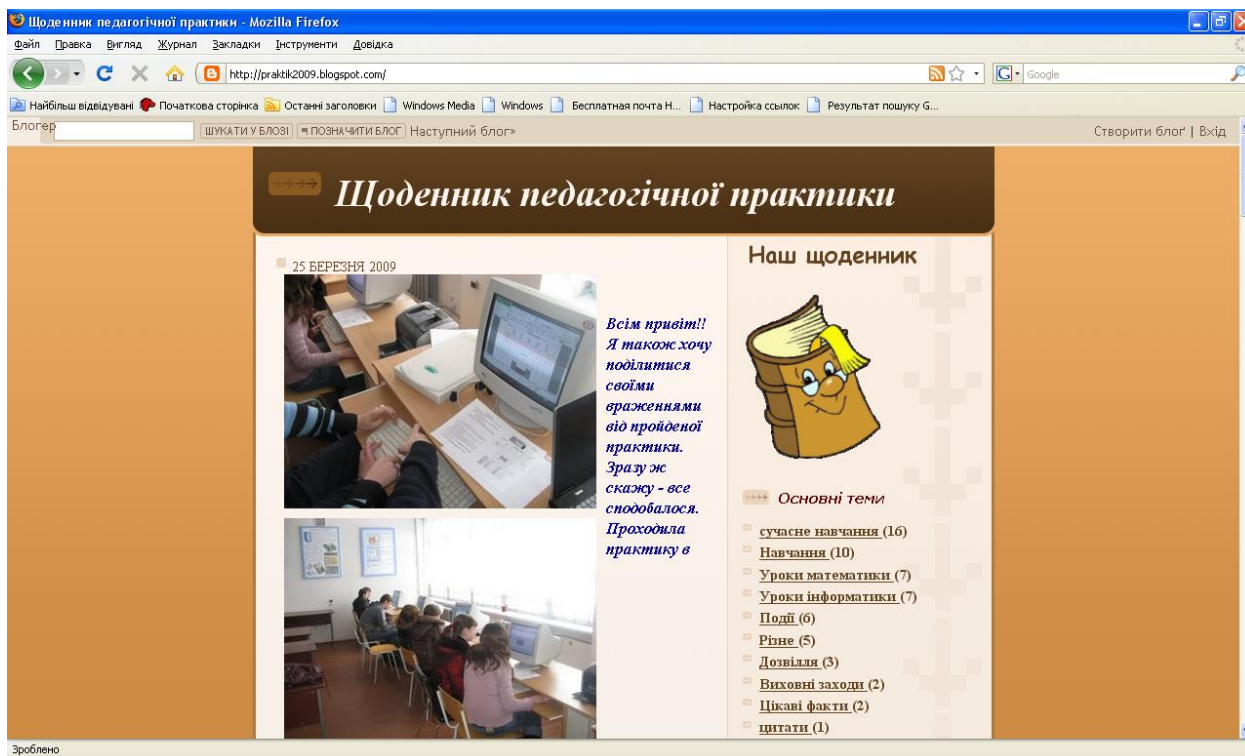 Щоденник педагогічної практики - Mozilla Firefox
Файл Правка Вигляд Журнал Закладки Інструменти Довідка
http://praktik2009.blogspot.com/ Google
Найбільш відвідувані Початкова сторінка Останні заголовки Windows Media Windows Бесплатная почта H... Настройка ссылок Результат пошуку G...
Блогер ШУКАТИ У БЛОЗІ ПОЗНАЧИТИ БЛОГ Наступний блог» Створити блоґ | Вхід
Щоденник педагогічної практики
25 БЕРЕЗНЯ 2009
Всім привіт!!
Я також хочу
поділитися
своїми
враженнями
від пройденої
практики.
Зразу ж
скажу - все
сподобалося.
Проходила
практику в
Наш щоденник
Основні теми
сучасне навчання (16)
Навчання (10)
Уроки математики (7)
Уроки інформатики (7)
Події (6)
Різне (5)
Дозвілля (3)
Виховні заходи (2)
Цікаві факти (2)
цитати (1)
Зроблено